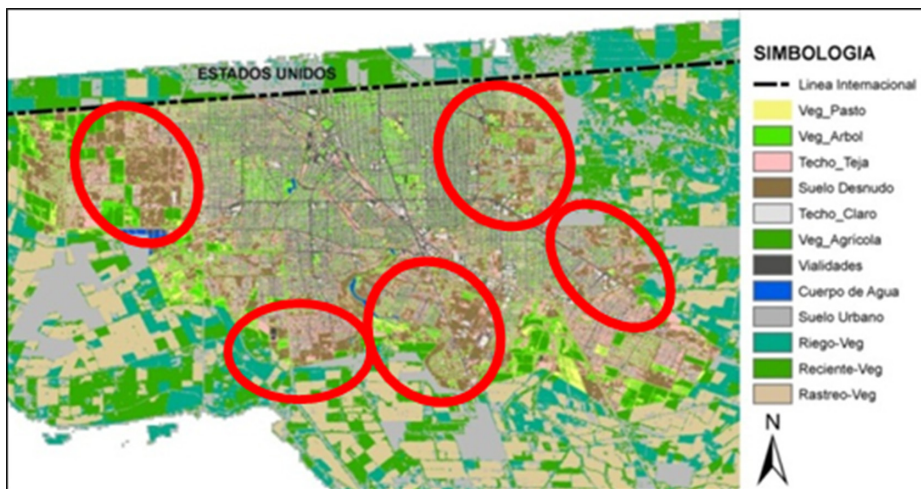 ESTADOS UNIDOS
SIMBOLOGIA
Linea Internacional
Veg_Pasto
Veg_Arbol
Techo_Teja
Suelo Desnudo
Techo_Claro
Veg_Agrícola
Vialidades
Cuerpo de Agua
Suelo Urbano
Riego-Veg
Reciente-Veg
Rastreo-Veg
N